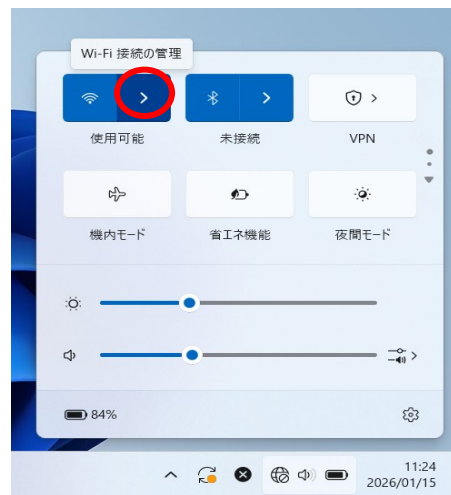 Wi-Fi 接続の管理
使用可能
未接続
VPN
機内モード
省エネ機能
夜間モード
84%
11:24
2026/01/15